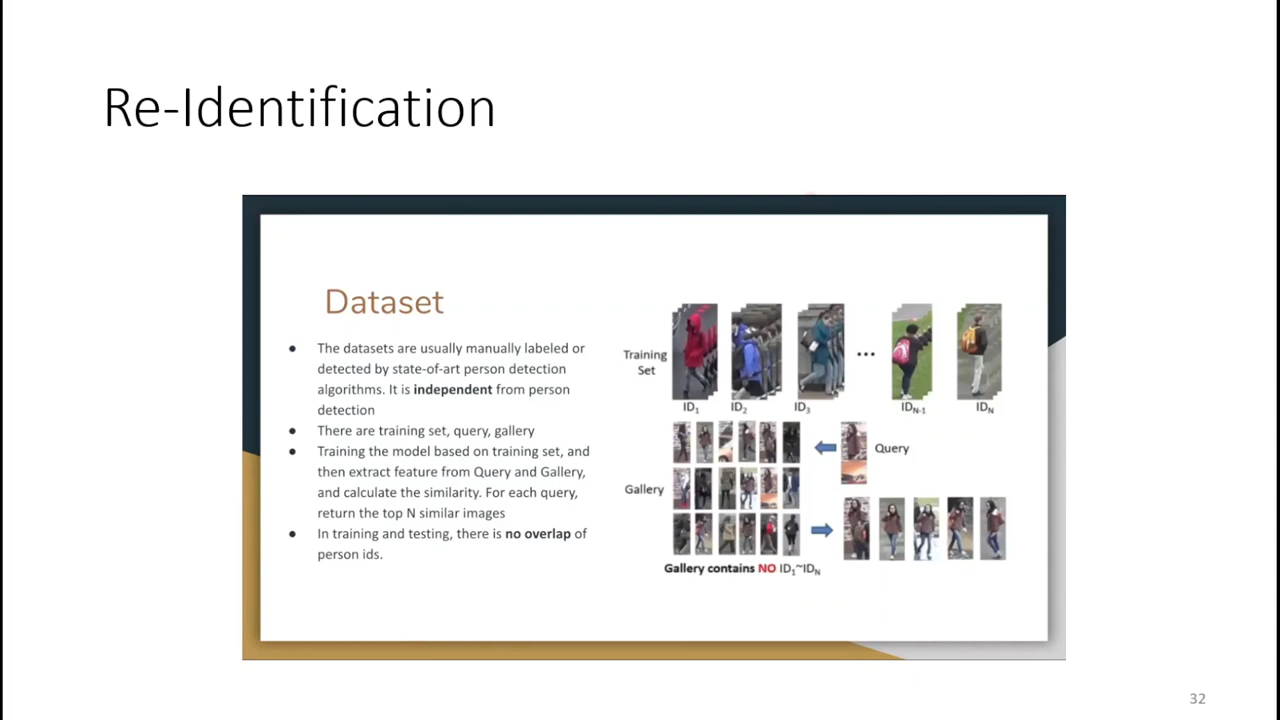 Re-Identification
Dataset
The datasets are usually manually labeled or
detected by state-of-art person detection
algorithms. It is independent from person
detection
There are training set, query, gallery
Training the model based on training set, and
then extract feature from Query and Gallery,
and calculate the similarity. For each query,
return the top N similar images
In training and testing, there is no overlap of
person ids.
Training
Set
...
ID1 ID2 ID3 IDN-1 IDN
Query
Gallery
Gallery contains NO ID1~IDN
32